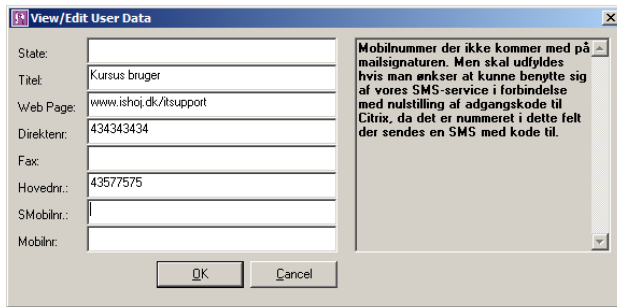 View/Edit User Data
State:
Titel: Kursus bruger
Web Page: www.ishoj.dk/itsupport
Direktenr: 434343434
Fax:
Hovednr.: 43577575
SMobilnr.:
Mobilnr:
OK Cancel
Mobilnummer der ikke kommer med på
mailsignaturen. Men skal udfyldes
hvis man ønkser at kunne benytte sig
af vores SMS-service i forbindelse
med nulstilling af adgangskode til
Citrix, da det er nummeret i dette felt
der sendes en SMS med kode til.